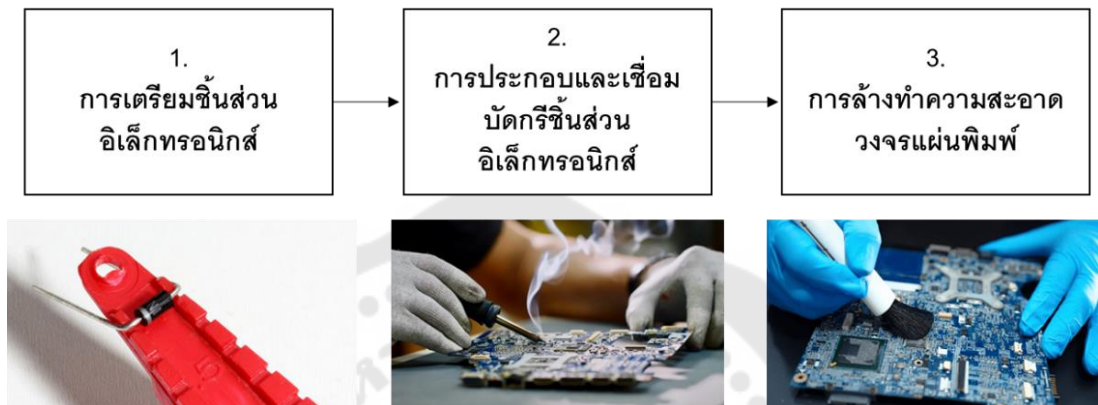 1.
การเตรียมชิ้นส่วน
อิเล็กทรอนิกส์
2.
การประกอบและเชื่อม
บัดกรีชิ้นส่วน
อิเล็กทรอนิกส์
3.
การล้างทำความสะอาด
วงจรแผ่นพิมพ์